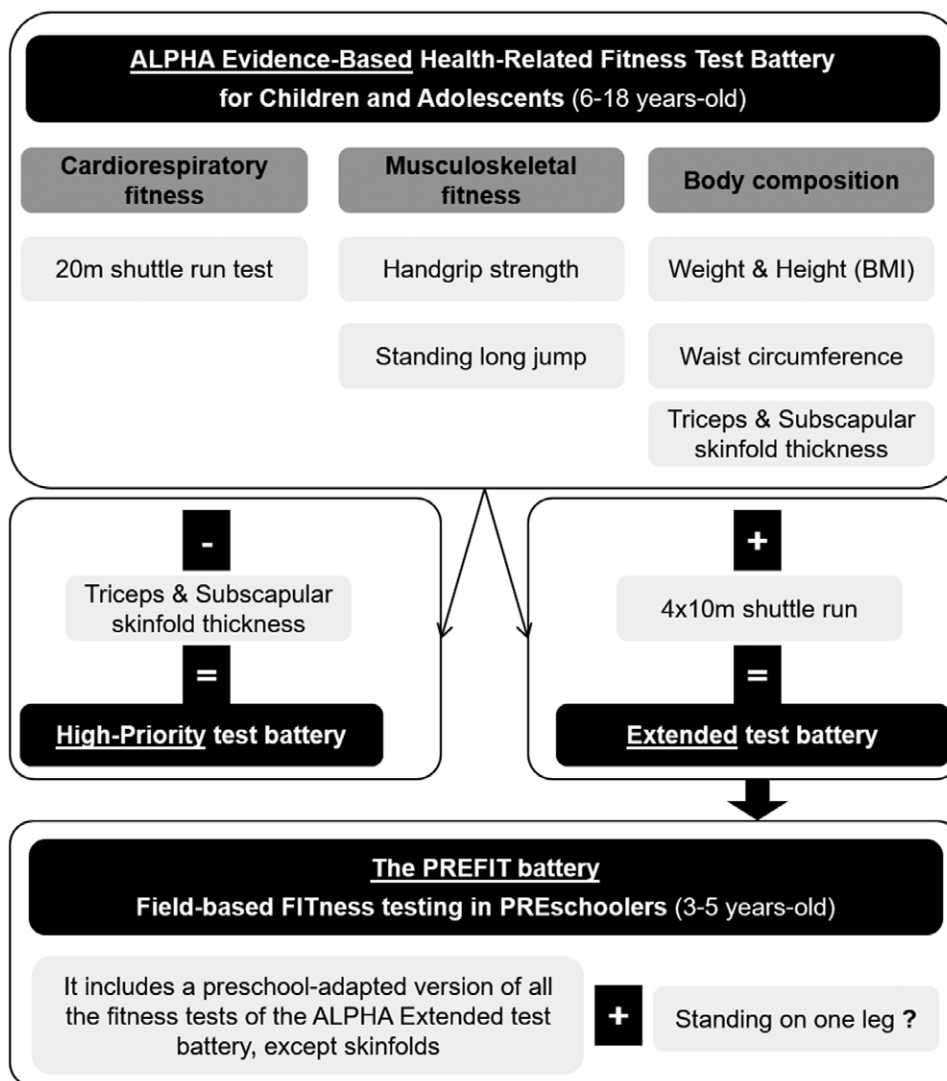 ALPHA Evidence-Based Health-Related Fitness Test Battery
for Children and Adolescents (6-18 years-old)
Cardiorespiratory
fitness
Musculoskeletal
fitness
Body composition
20m shuttle run test
Handgrip strength
Weight & Height (BMI)
Standing long jump
Waist circumference
Triceps & Subscapular
skinfold thickness
-
Triceps & Subscapular
skinfold thickness
=
High-Priority test battery
+
4x10m shuttle run
=
Extended test battery
The PREFIT battery
Field-based FITness testing in PREschoolers (3-5 years-old)
It includes a preschool-adapted version of all
the fitness tests of the ALPHA Extended test
battery, except skinfolds
+
Standing on one leg ?